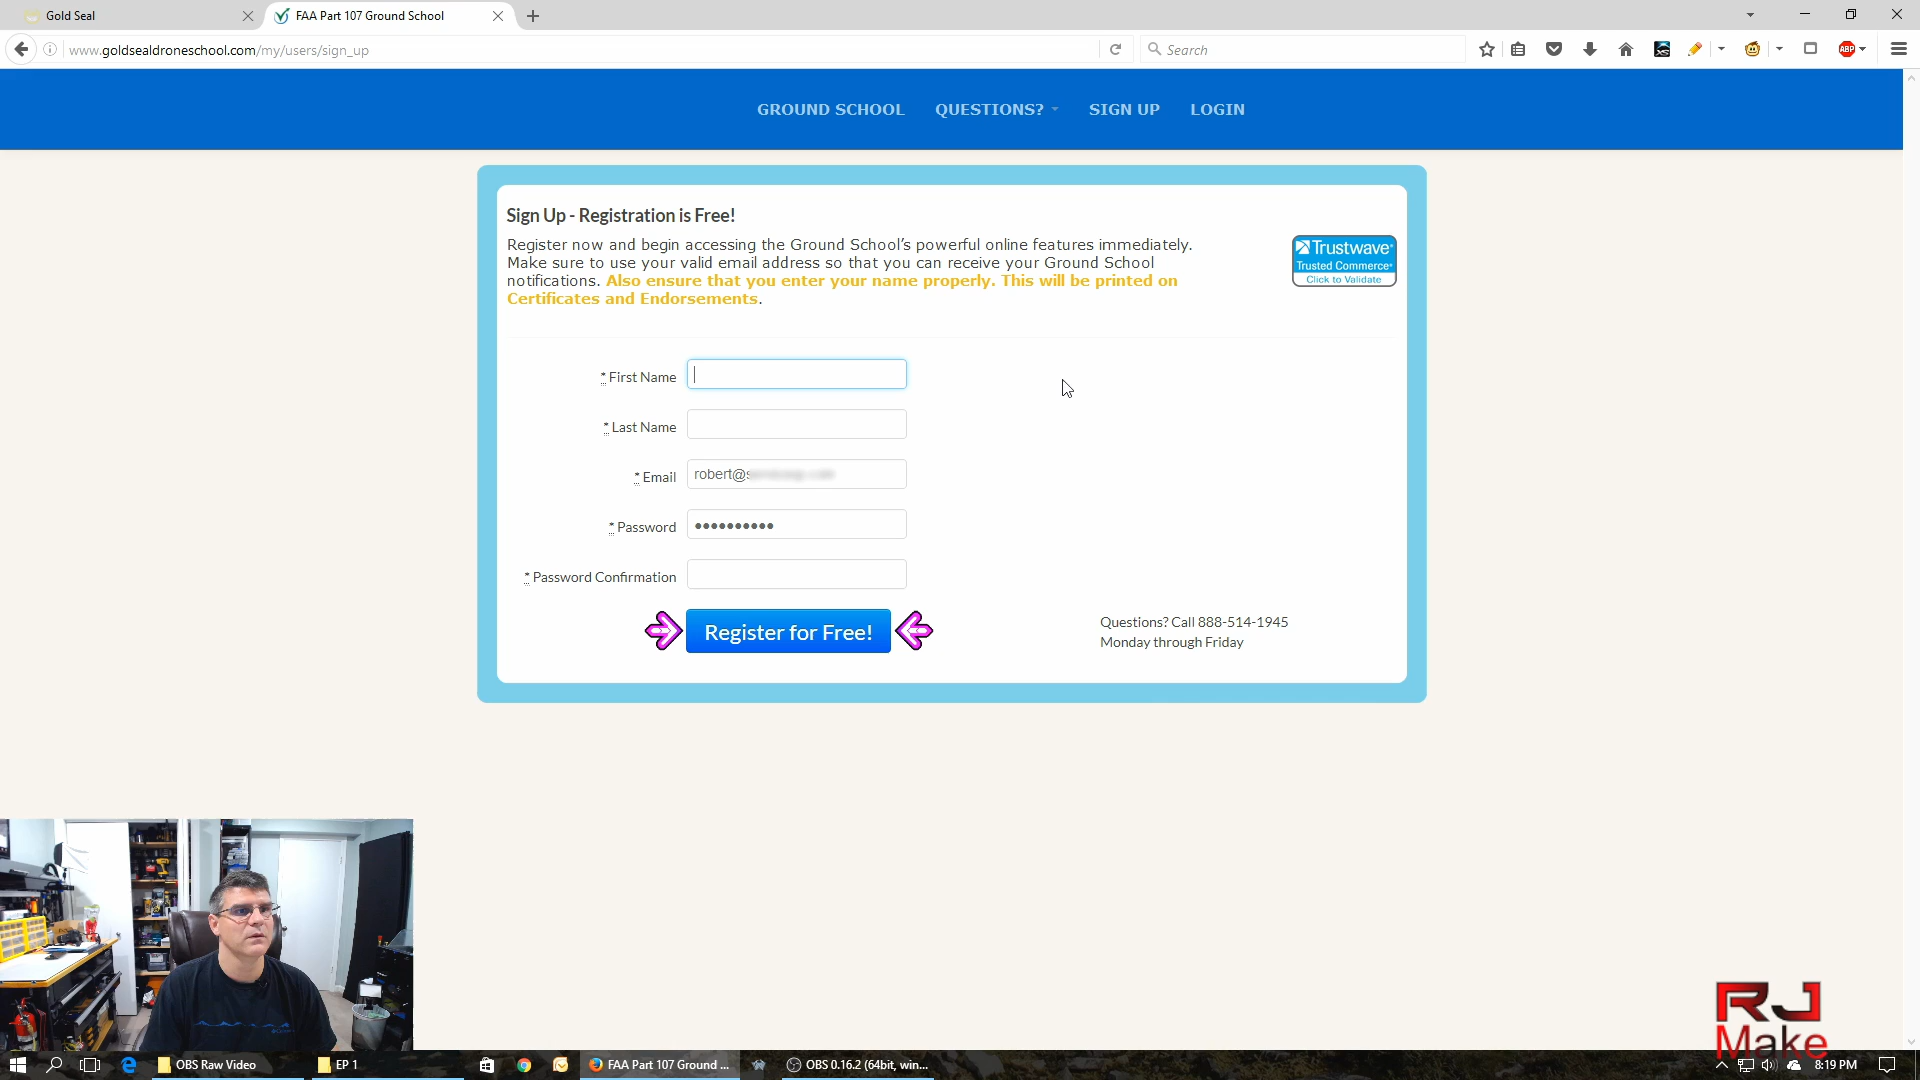 Gold Seal
FAA Part 107 Ground School
www.goldsealdroneschool.com/my/users/sign_up
Search
ABP
GROUND SCHOOL
QUESTIONS?
SIGN UP
LOGIN
Sign Up - Registration is Free!
Register now and begin accessing the Ground School's powerful online features immediately.
Make sure to use your valid email address so that you can receive your Ground School
notifications. Also ensure that you enter your name properly. This will be printed on
Certificates and Endorsements.
Trustwave®
Trusted Commerce®
Click to Validate
* First Name
* Last Name
* Email
robert@s
* Password
* Password Confirmation
Register for Free!
Questions? Call 888-514-1945
Monday through Friday
RJ
Make
OBS Raw Video
EP 1
FAA Part 107 Ground ...
OBS 0.16.2 (64bit, win...
8:19 PM